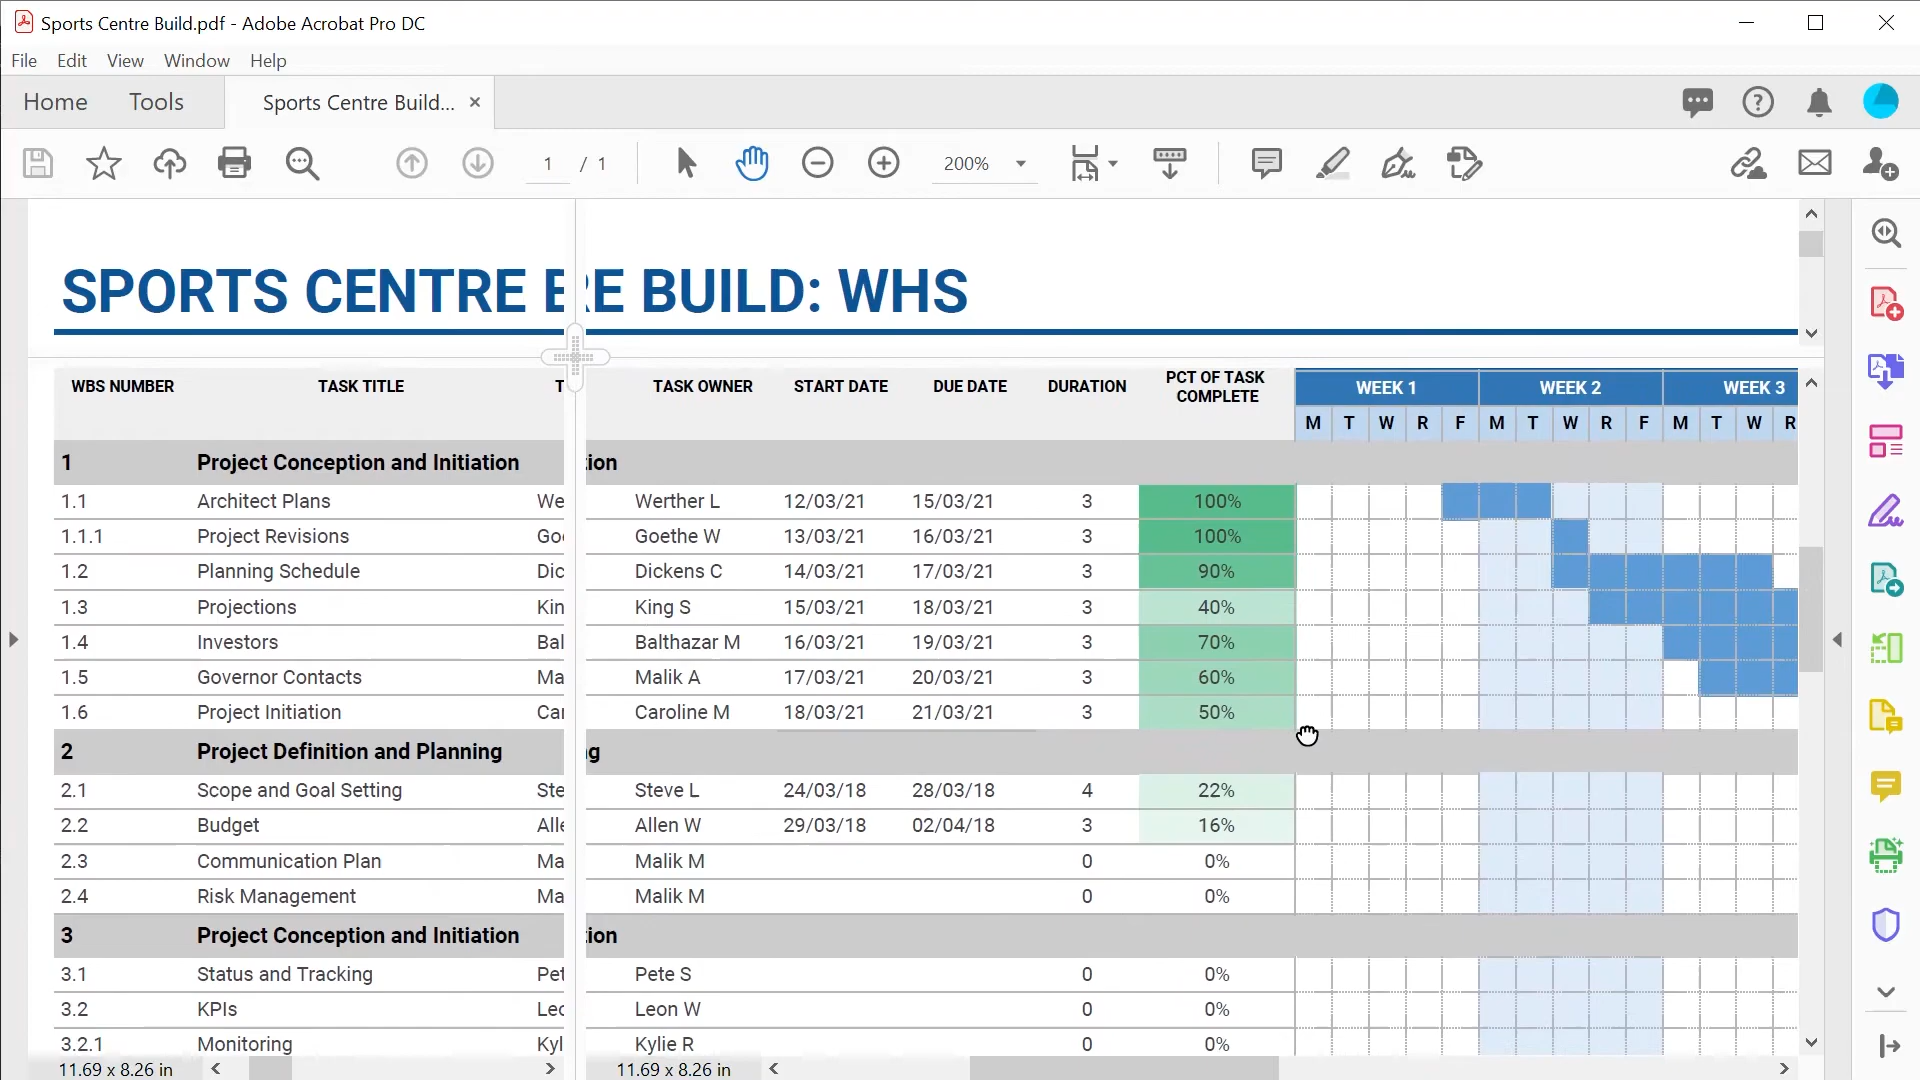 Sports Centre Build.pdf - Adobe Acrobat Pro DC
File Edit View Window Help
Home Tools Sports Centre Build... ×
1 / 1 200%
SPORTS CENTRE E RE BUILD: WHS
WBS NUMBER TASK TITLE T TASK OWNER START DATE DUE DATE DURATION PCT OF TASK COMPLETE WEEK 1 WEEK 2 WEEK 3
M T W R F M T W R F M T W R
1 Project Conception and Initiation ion
1.1 Architect Plans We Werther L 12/03/21 15/03/21 3 100%
1.1.1 Project Revisions Goe Goethe W 13/03/21 16/03/21 3 100%
1.2 Planning Schedule Dic Dickens C 14/03/21 17/03/21 3 90%
1.3 Projections Kin King S 15/03/21 18/03/21 3 40%
1.4 Investors Bal Balthazar M 16/03/21 19/03/21 3 70%
1.5 Governor Contacts Ma Malik A 17/03/21 20/03/21 3 60%
1.6 Project Initiation Car Caroline M 18/03/21 21/03/21 3 50%
2 Project Definition and Planning g
2.1 Scope and Goal Setting Ste Steve L 24/03/18 28/03/18 4 22%
2.2 Budget Alle Allen W 29/03/18 02/04/18 3 16%
2.3 Communication Plan Ma Malik M 0 0%
2.4 Risk Management Ma Malik M 0 0%
3 Project Conception and Initiation ion
3.1 Status and Tracking Pet Pete S 0 0%
3.2 KPIs Leo Leon W 0 0%
3.2.1 Monitoring Kyl Kylie R 0 0%
11.69 x 8.26 in 11.69 x 8.26 in